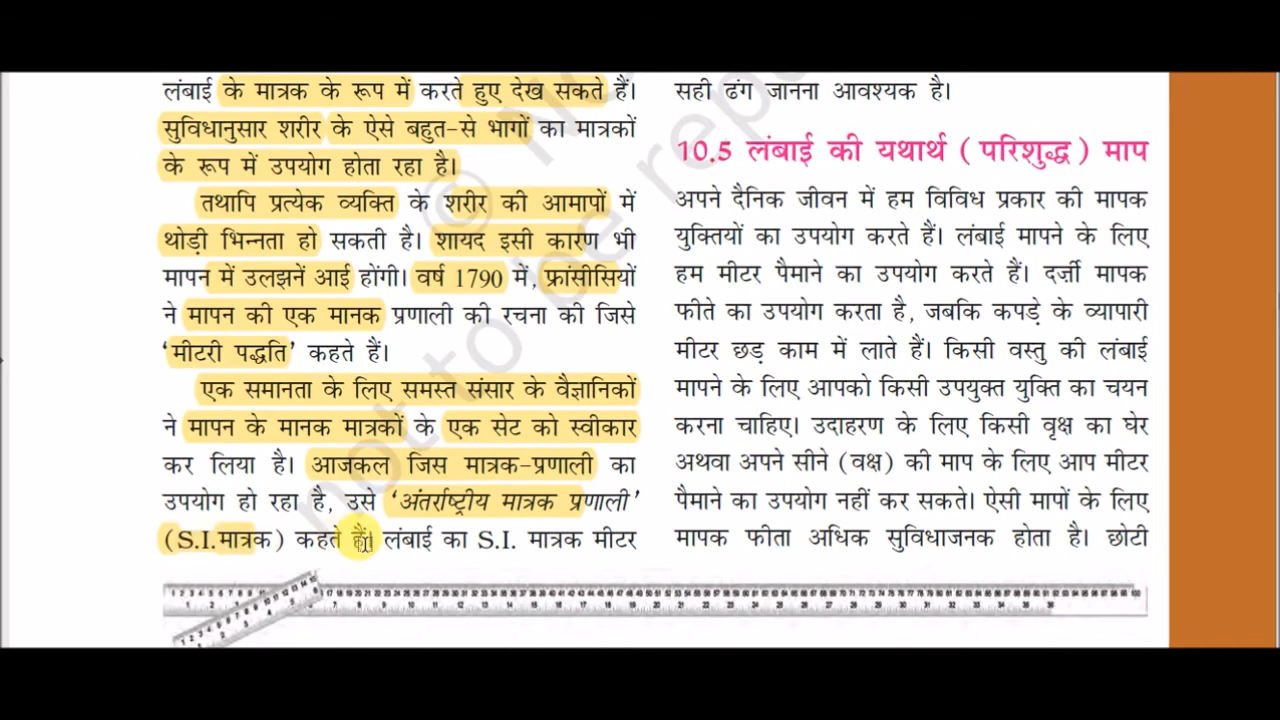 लंबाई के मात्रक के रूप में करते हुए देख सकते हैं।
सुविधानुसार शरीर के ऐसे बहुत-से भागों का मात्रकों
के रूप में उपयोग होता रहा है।
तथापि प्रत्येक व्यक्ति के शरीर की आमापों में
थोड़ी भिन्नता हो सकती है। शायद इसी कारण भी
मापन में उलझनें आई होंगी। वर्ष 1790 में, फ्रांसीसियों
ने मापन की एक मानक प्रणाली की रचना की जिसे
‘मीटरी पद्धति’ कहते हैं।
एक समानता के लिए समस्त संसार के वैज्ञानिकों
ने मापन के मानक मात्रकों के एक सेट को स्वीकार
कर लिया है। आजकल जिस मात्रक-प्रणाली का
उपयोग हो रहा है, उसे ‘अंतर्राष्ट्रीय मात्रक प्रणाली’
(S.I.मात्रक) कहते हैं। लंबाई का S.I. मात्रक मीटर
सही ढंग जानना आवश्यक है।
10.5 लंबाई की यथार्थ (परिशुद्ध) माप
अपने दैनिक जीवन में हम विविध प्रकार की मापक
युक्तियों का उपयोग करते हैं। लंबाई मापने के लिए
हम मीटर पैमाने का उपयोग करते हैं। दर्ज़ी मापक
फीते का उपयोग करता है, जबकि कपड़े के व्यापारी
मीटर छड़ काम में लाते हैं। किसी वस्तु की लंबाई
मापने के लिए आपको किसी उपयुक्त युक्ति का चयन
करना चाहिए। उदाहरण के लिए किसी वृक्ष का घेर
अथवा अपने सीने (वक्ष) की माप के लिए आप मीटर
पैमाने का उपयोग नहीं कर सकते। ऐसी मापों के लिए
मापक फीता अधिक सुविधाजनक होता है। छोटी
not to be